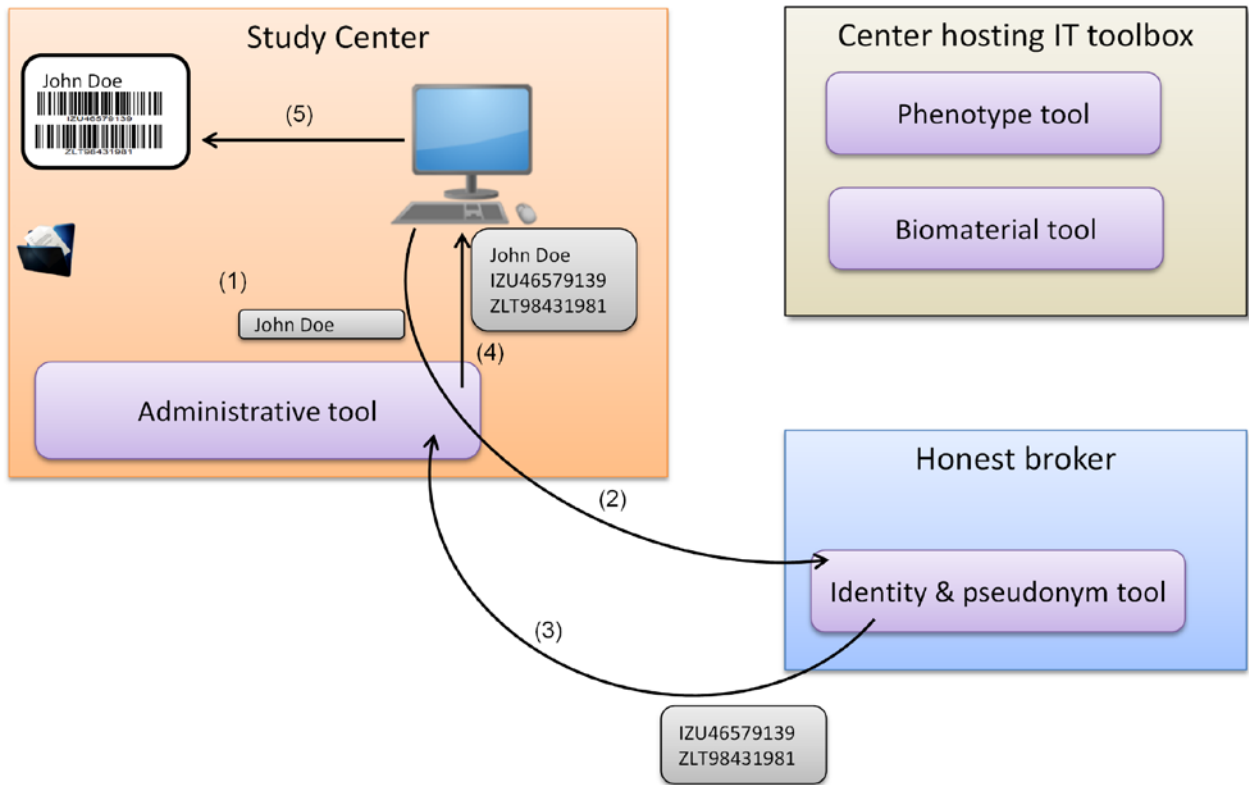 Study Center
John Doe
IZU46579139
ZLT98431981
(5)
John Doe
IZU46579139
ZLT98431981
(1)
John Doe
(4)
Administrative tool
Center hosting IT toolbox
Phenotype tool
Biomaterial tool
Honest broker
Identity & pseudonym tool
(2)
(3)
IZU46579139
ZLT98431981